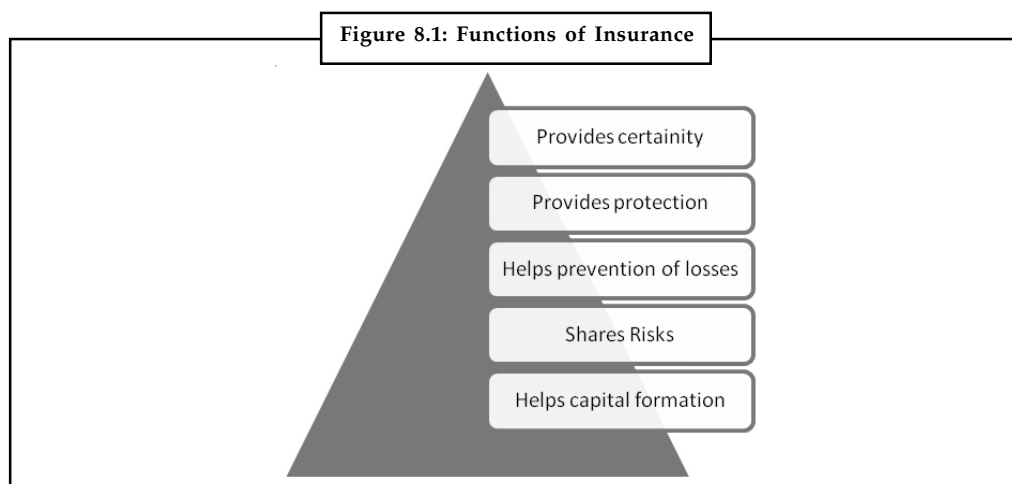 Figure 8.1: Functions of Insurance
Provides certainity
Provides protection
Helps prevention of losses
Shares Risks
Helps capital formation